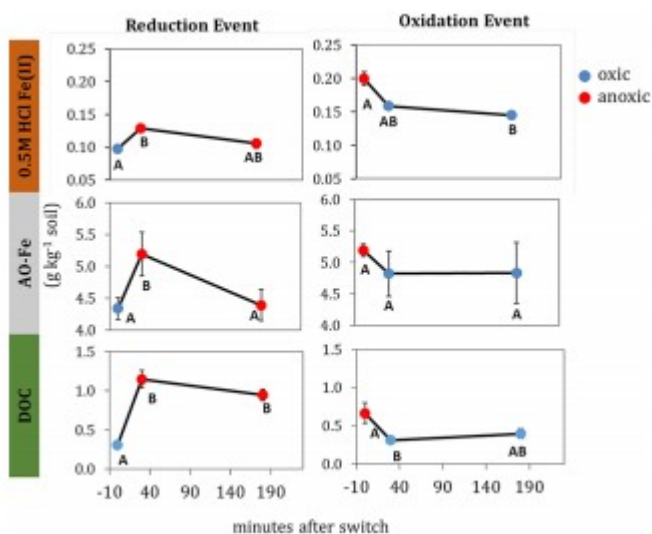 Reduction Event
Oxidation Event
0.5M HCl Fe(II)
0.25
0.20
0.15
0.10
0.05
A
B
AB
0.25
0.20
0.15
0.10
0.05
A
AB
B
oxic
anoxic
AO-Fe
(g kg⁻¹ soil)
6.0
5.5
5.0
4.5
4.0
A
B
A
6.0
5.5
5.0
4.5
4.0
A
A
A
DOC
1.5
1.0
0.5
0.0
A
B
B
1.5
1.0
0.5
0.0
A
B
AB
-10 40 90 140 190
-10 40 90 140 190
minutes after switch